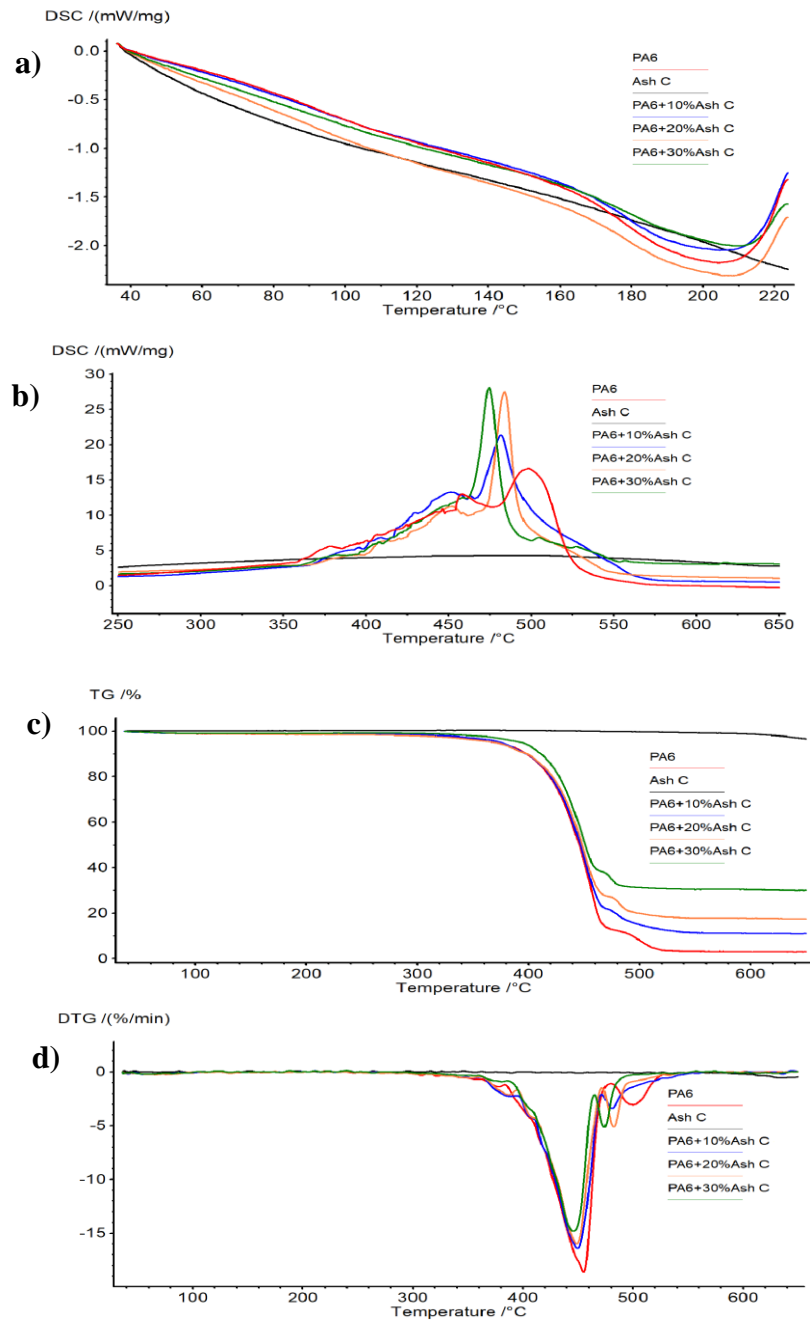 DSC /(mW/mg)
a)
0.0
-0.5
-1.0
-1.5
-2.0
PA6
Ash C
PA6+10%Ash C
PA6+20%Ash C
PA6+30%Ash C
40 60 80 100 120 140 160 180 200 220
Temperature /°C
DSC /(mW/mg)
b)
30
25
20
15
10
5
0
PA6
Ash C
PA6+10%Ash C
PA6+20%Ash C
PA6+30%Ash C
250 300 350 400 450 500 550 600 650
Temperature /°C
TG /%
c)
100
80
60
40
20
0
PA6
Ash C
PA6+10%Ash C
PA6+20%Ash C
PA6+30%Ash C
100 200 300 400 500 600
Temperature /°C
DTG /(%/min)
d)
0
-5
-10
-15
PA6
Ash C
PA6+10%Ash C
PA6+20%Ash C
PA6+30%Ash C
100 200 300 400 500 600
Temperature /°C